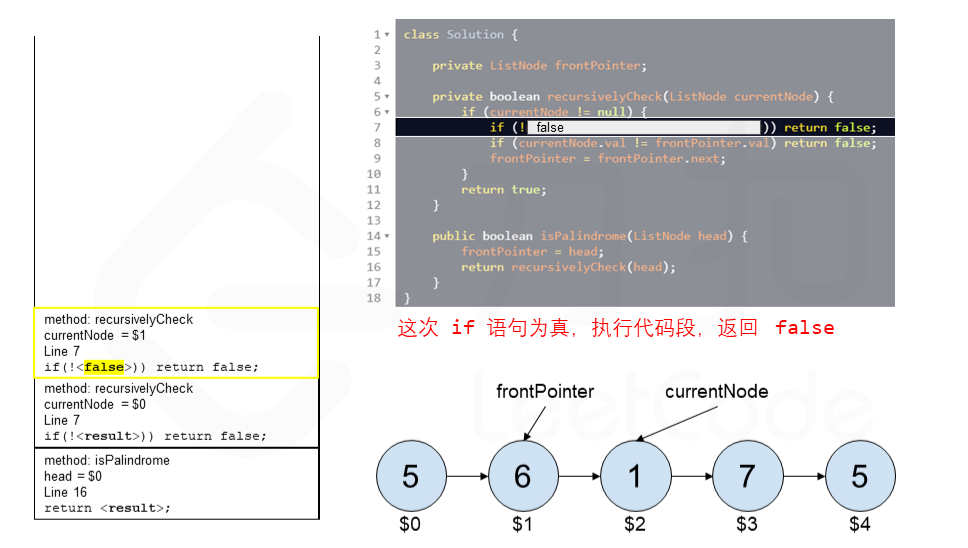 1 class Solution {
2
3 private ListNode frontPointer;
4
5 private boolean recursivelyCheck(ListNode currentNode) {
6 if (currentNode != null) {
7 if (! false )) return false;
8 if (currentNode.val != frontPointer.val) return false;
9 frontPointer = frontPointer.next;
10 }
11 return true;
12 }
13
14 public boolean isPalindrome(ListNode head) {
15 frontPointer = head;
16 return recursivelyCheck(head);
17 }
18 }
这次 if 语句为真，执行代码段，返回 false
method: recursivelyCheck
currentNode = $1
Line 7
if(!<false>)) return false;
method: recursivelyCheck
currentNode = $0
Line 7
if(!<result>)) return false;
method: isPalindrome
head = $0
Line 16
return <result>;
frontPointer currentNode
5 6 1 7 5
$0 $1 $2 $3 $4
LeetCode